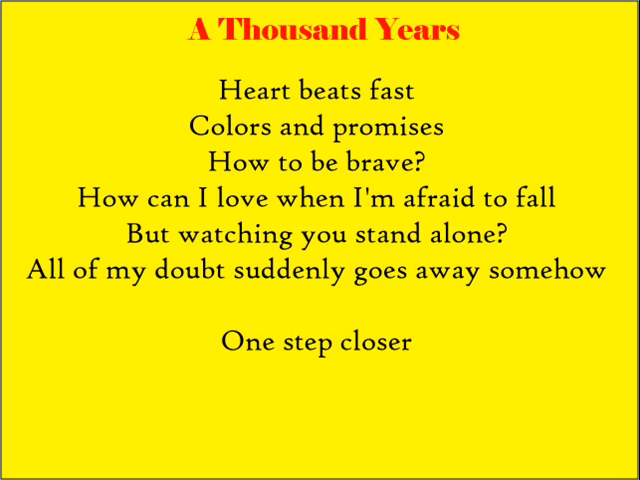 A Thousand Years
Heart beats fast
Colors and promises
How to be brave?
How can I love when I'm afraid to fall
But watching you stand alone?
All of my doubt suddenly goes away somehow
One step closer